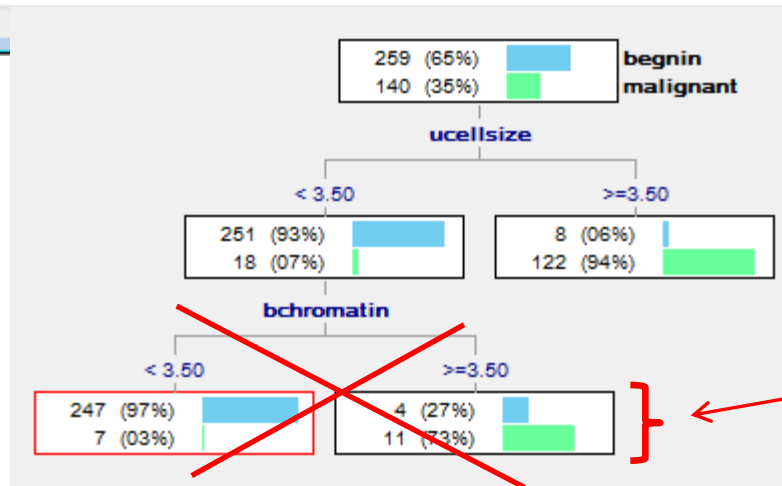 259 (65%) begnin
140 (35%) malignant
ucellsize
< 3.50 >=3.50
251 (93%) 8 (06%)
18 (07%) 122 (94%)
bchromatin
< 3.50 >=3.50
247 (97%) 4 (27%)
7 (03%) 11 (73%)